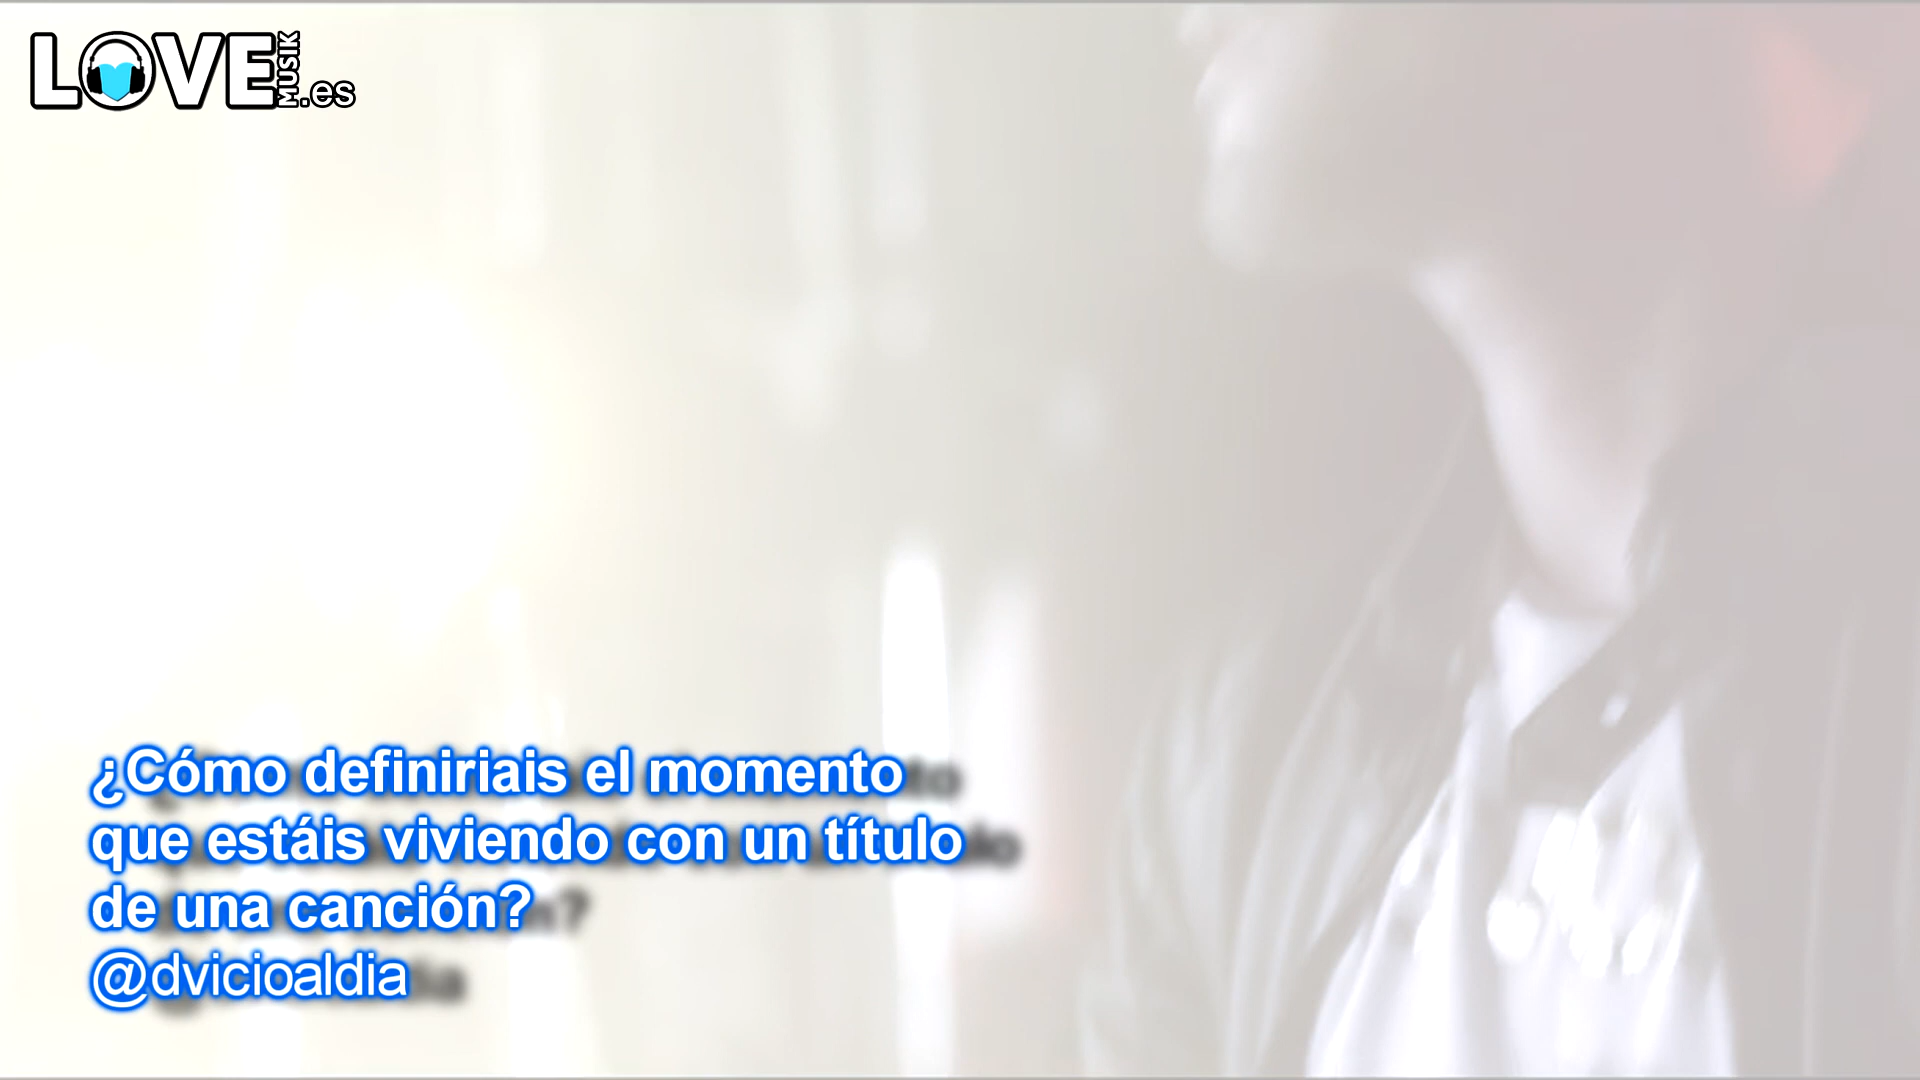 LOVE MUSIK.es
¿Cómo definiriais el momento
que estáis viviendo con un título
de una canción?
@dvicioaldia